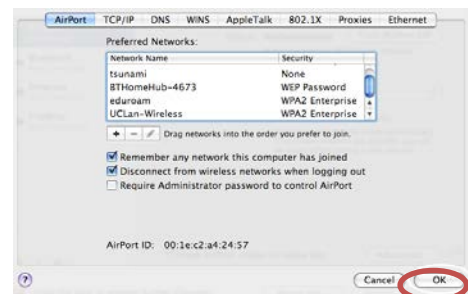 AirPort TCP/IP DNS WINS AppleTalk 802.1X Proxies Ethernet
Preferred Networks:
Network Name Security
tsunami None
BTHomeHub-4673 WEP Password
eduroam WPA2 Enterprise
UCLan-Wireless WPA2 Enterprise
+ - Drag networks into the order you prefer to join.
Remember any network this computer has joined
Disconnect from wireless networks when logging out
Require Administrator password to control AirPort
AirPort ID: 00:1e:c2:a4:24:57
? Cancel OK